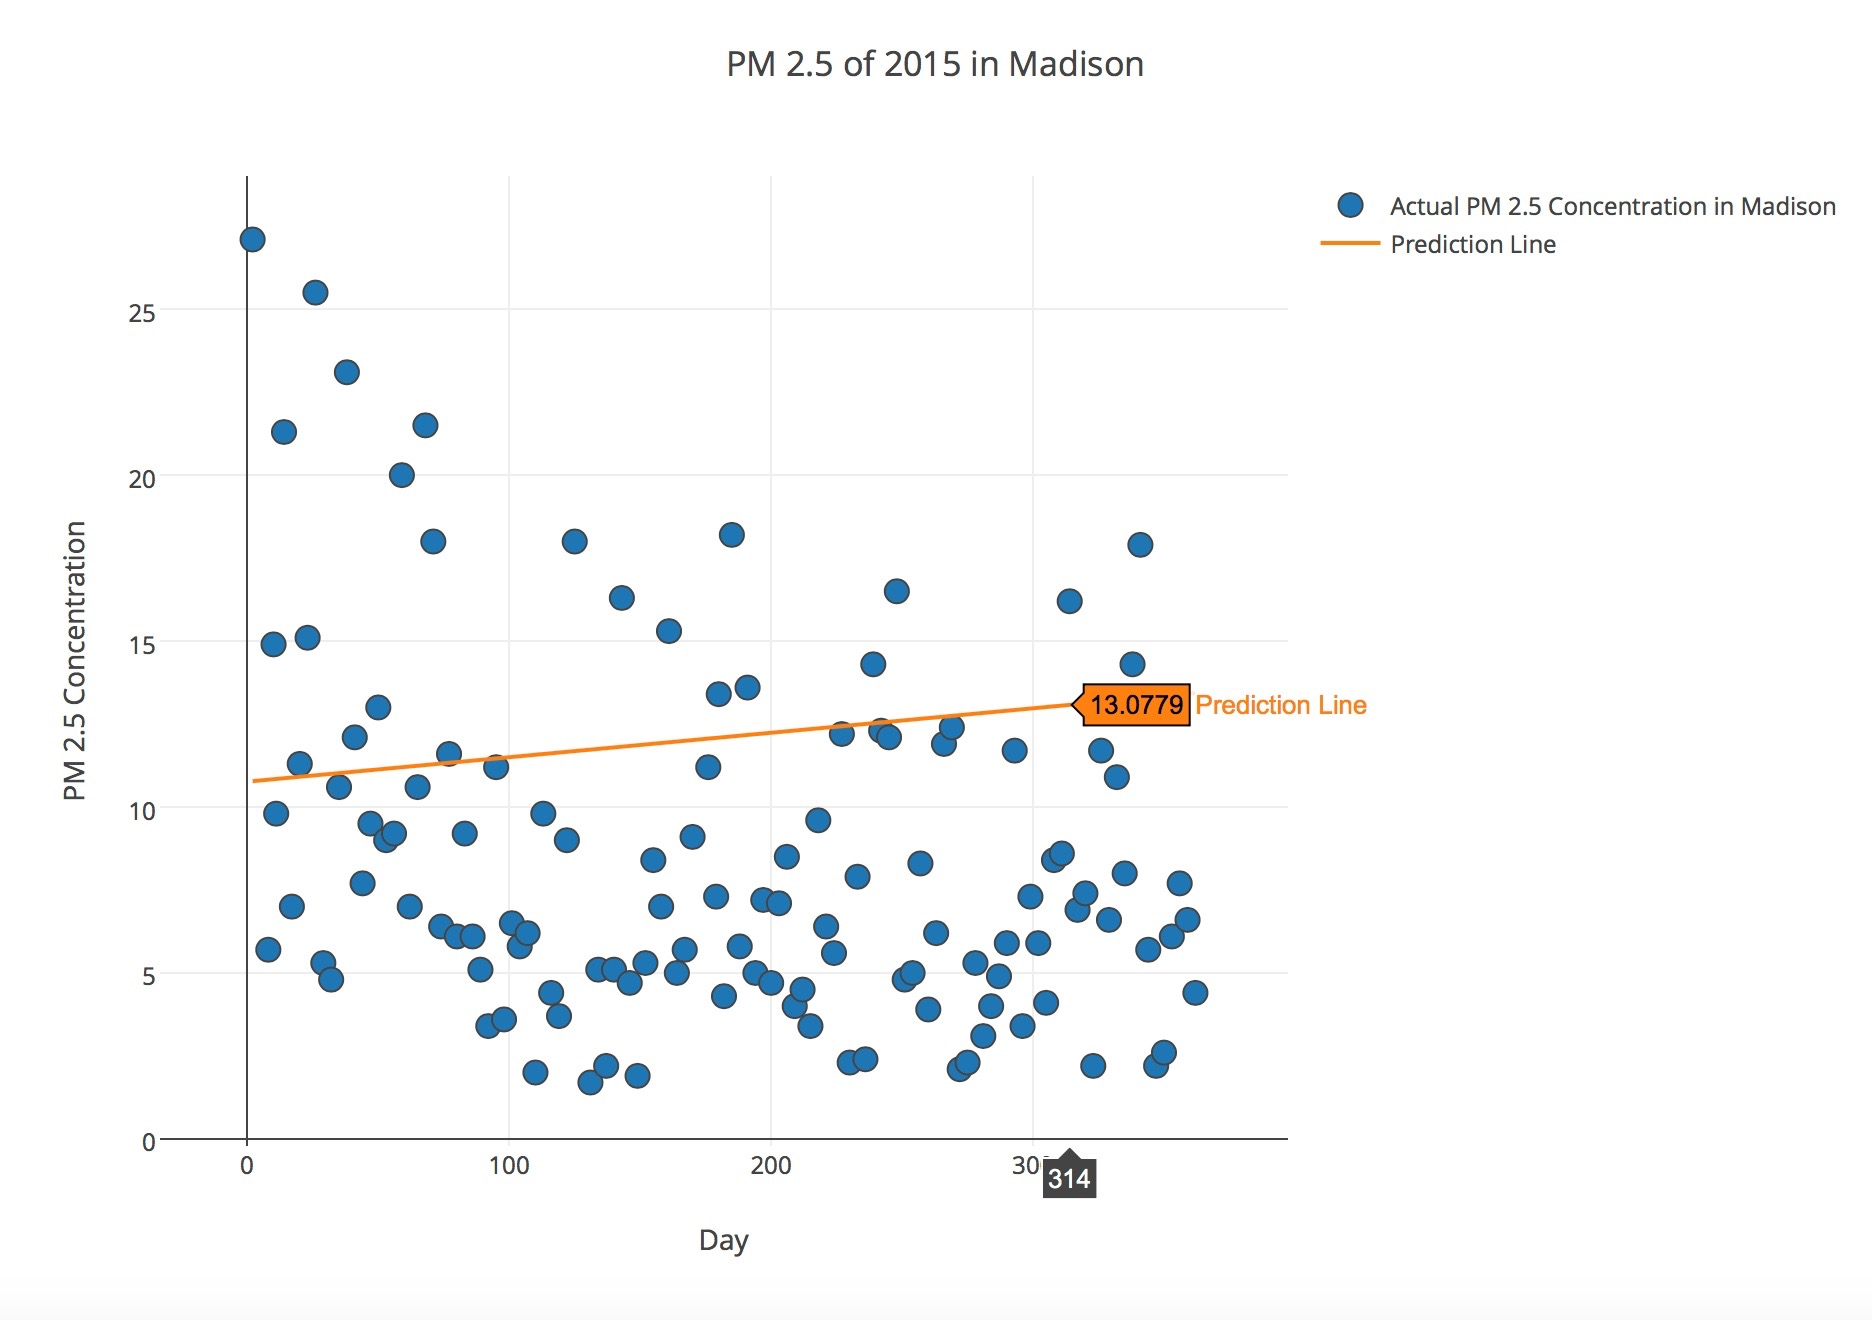 PM 2.5 of 2015 in Madison
Actual PM 2.5 Concentration in Madison
Prediction Line
PM 2.5 Concentration
25
20
15
10
5
0
13.0779 Prediction Line
0 100 200 30
314
Day